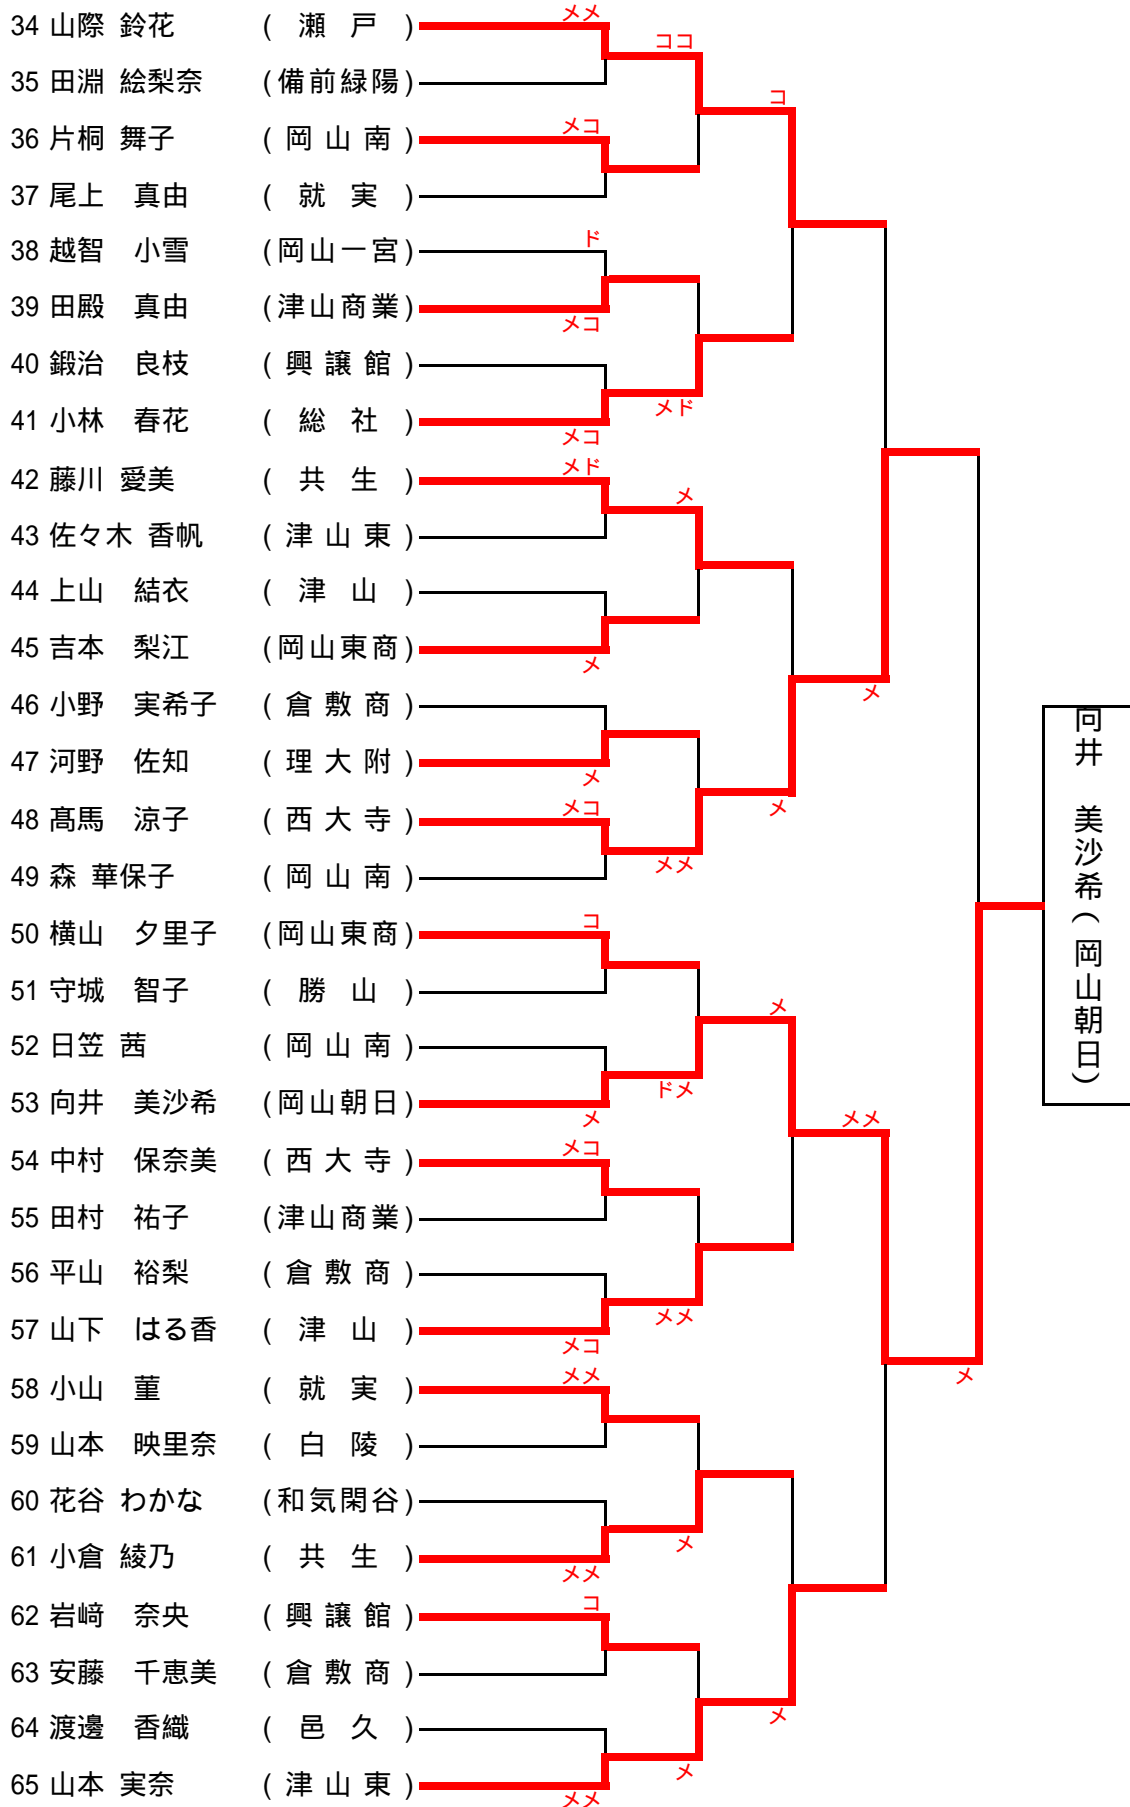 メメ
34 山際 鈴花 ( 瀬 戸 )
ココ
35 田淵 絵梨奈 (備前緑陽)
コ
メコ
36 片桐 舞子 ( 岡 山 南 )
37 尾上 真由 ( 就 実 )
ド
38 越智 小雪 (岡山一宮)
39 田殿 真由 (津山商業)
メコ
40 鍛治 良枝 ( 興 譲 館 )
メド
41 小林 春花 ( 総 社 )
メコ
メド
42 藤川 愛美 ( 共 生 )
メ
43 佐々木 香帆 ( 津 山 東 )
44 上山 結衣 ( 津 山 )
45 吉本 梨江 (岡山東商)
メ
メ
46 小野 実希子 ( 倉 敷 商 )
47 河野 佐知 ( 理 大 附 )
メ
メコ
メ
48 髙馬 涼子 ( 西 大 寺 )
メメ
49 森 華保子 ( 岡 山 南 )
向井 美沙希(岡山朝日)
コ
50 横山 夕里子 (岡山東商)
51 守城 智子 ( 勝 山 )
メ
52 日笠 茜 ( 岡 山 南 )
ドメ
53 向井 美沙希 (岡山朝日)
メ
メメ
メコ
54 中村 保奈美 ( 西 大 寺 )
55 田村 祐子 (津山商業)
56 平山 裕梨 ( 倉 敷 商 )
メメ
57 山下 はる香 ( 津 山 )
メコ
メメ
メ
58 小山 菫 ( 就 実 )
59 山本 映里奈 ( 白 陵 )
60 花谷 わかな (和気閑谷)
メ
61 小倉 綾乃 ( 共 生 )
メメ
コ
62 岩﨑 奈央 ( 興 譲 館 )
63 安藤 千恵美 ( 倉 敷 商 )
メ
64 渡邊 香織 ( 邑 久 )
メ
65 山本 実奈 ( 津 山 東 )
メメ